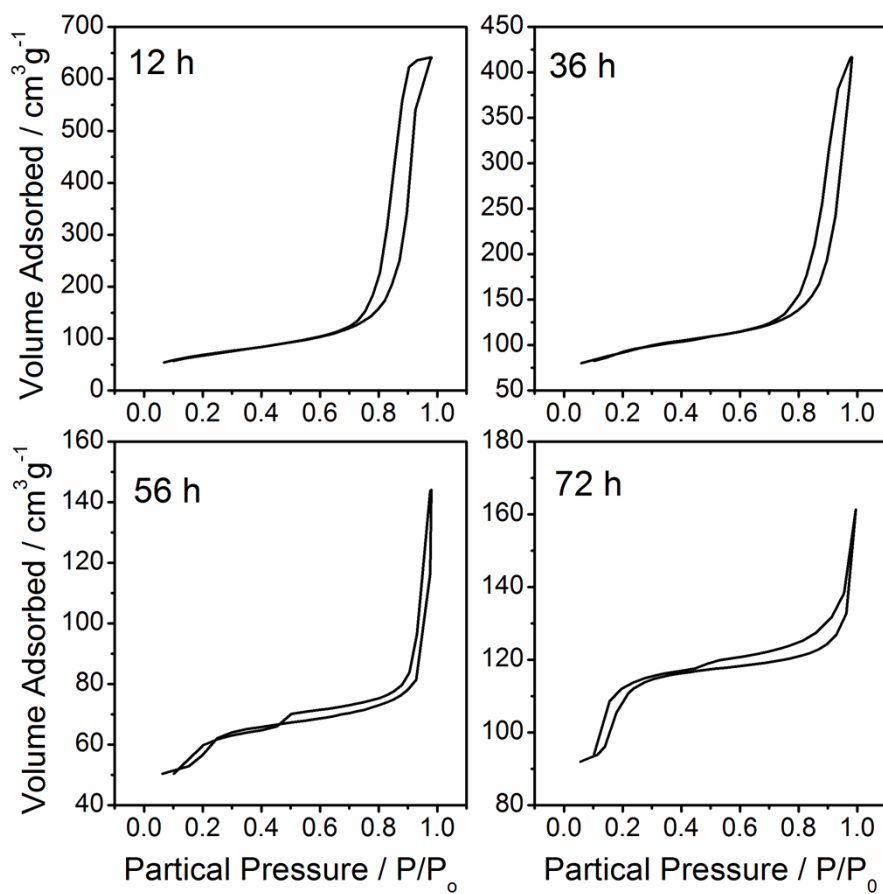 12 h
36 h
56 h
72 h
Volume Adsorbed / cm³g⁻¹
Volume Adsorbed / cm³g⁻¹
700
600
500
400
300
200
100
0
0.0 0.2 0.4 0.6 0.8 1.0
450
400
350
300
250
200
150
100
50
0.0 0.2 0.4 0.6 0.8 1.0
160
140
120
100
80
60
40
0.0 0.2 0.4 0.6 0.8 1.0
180
160
140
120
100
80
0.0 0.2 0.4 0.6 0.8 1.0
Partical Pressure / P/Pₒ
Partical Pressure / P/P₀